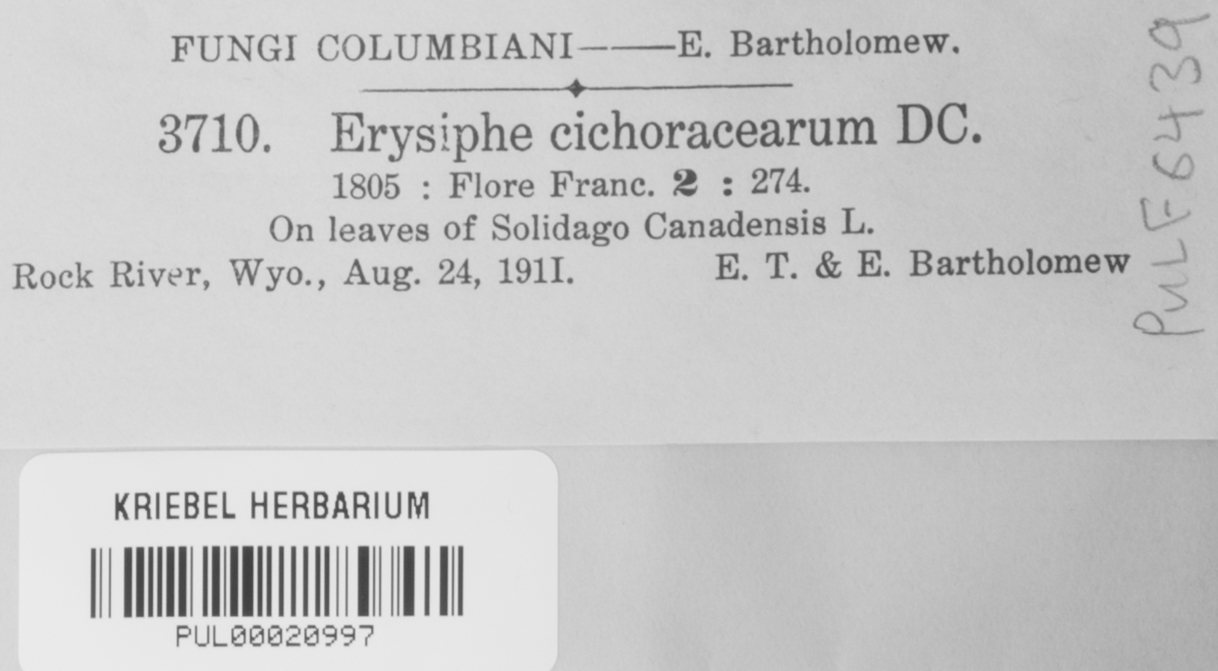 FUNGI COLUMBIANI——E. Bartholomew.
3710. Erysiphe cichoracearum DC.
1805 : Flore Franc. 2 : 274.
On leaves of Solidago Canadensis L.
Rock River, Wyo., Aug. 24, 191I. E. T. & E. Bartholomew
PULF6439
KRIEBEL HERBARIUM
PUL00020997